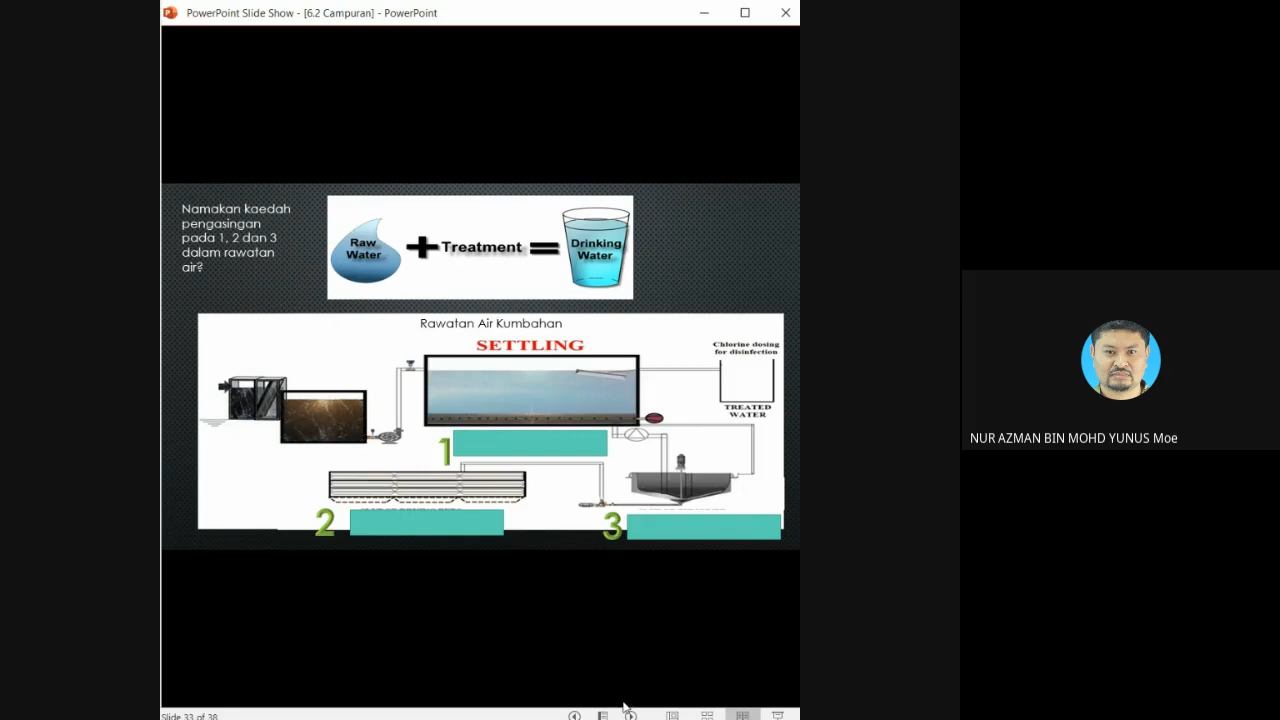 PowerPoint Slide Show - [6.2 Campuran] - PowerPoint
Namakan kaedah
pengasingan
pada 1, 2 dan 3
dalam rawatan
air?
Raw
Water
+
Treatment
=
Drinking
Water
Rawatan Air Kumbahan
SETTLING
Chlorine dosing
for disinfection
TREATED
WATER
1
2
3
NUR AZMAN BIN MOHD YUNUS Moe
Slide 33 of 38